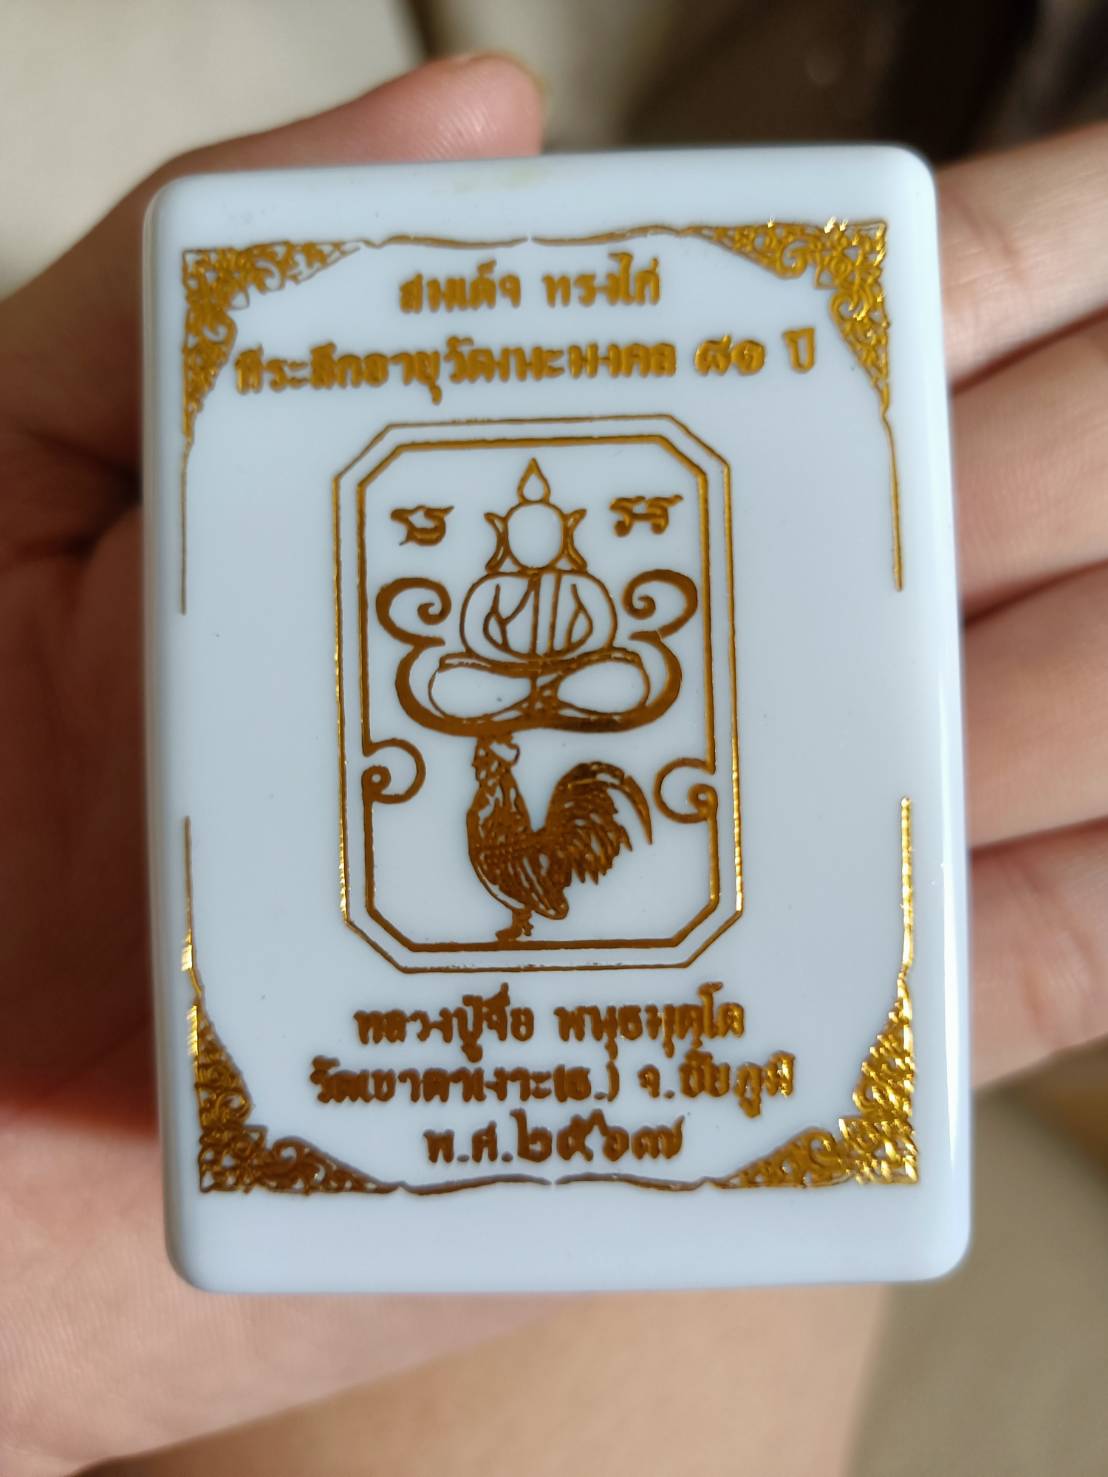 สมเด็จ ทรงไก่
ที่ระลึกอายุวัฒนะมงคล ๘๑ ปี
หลวงปู่จื่อ พนฺธมุตฺโต
วัดเขาตาเงาะ(ธ.) จ.ชัยภูมิ
พ.ศ.๒๕๖๗